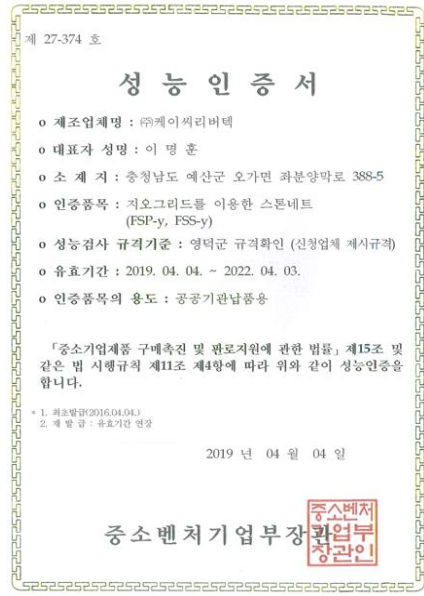 제 27-374 호
성능인증서
o 제조업체명 : ㈜케이씨리버텍
o 대표자 성명 : 이 명 훈
o 소 재 지 : 충청남도 예산군 오가면 좌분양막로 388-5
o 인증품목 : 지오그리드를 이용한 스톤네트
(FSP-y, FSS-y)
o 성능검사 규격기준 : 영덕군 규격확인 (신청업체 제시규격)
o 유효기간 : 2019. 04. 04. ~ 2022. 04. 03.
o 인증품목의 용도 : 공공기관납품용
「중소기업제품 구매촉진 및 판로지원에 관한 법률」제15조 및
같은 법 시행규칙 제11조 제4항에 따라 위와 같이 성능인증을
합니다.
* 1. 최초발급(2016.04.04.)
2. 재 발 급 : 유효기간 연장
2019 년 04 월 04 일
중소벤처기업부장관
중소벤처
기업부
장관인